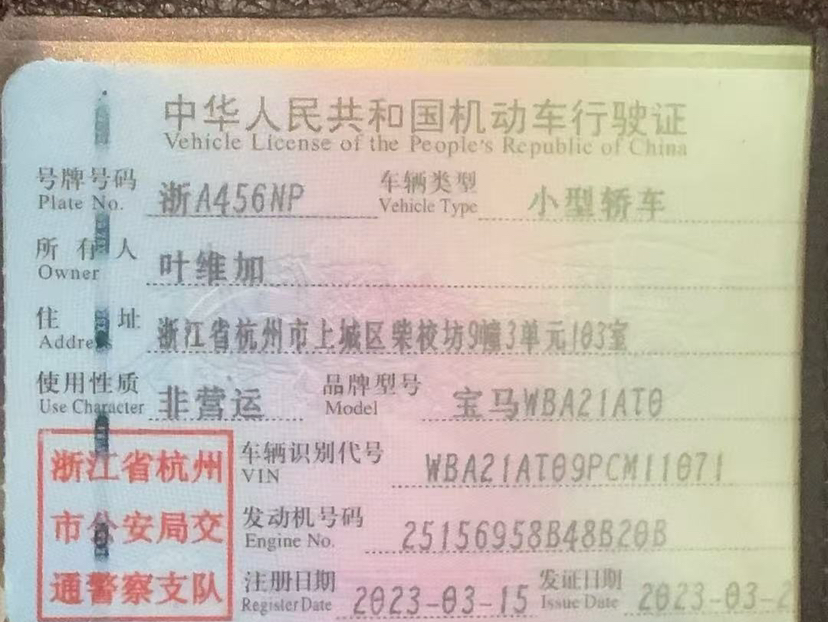 中华人民共和国机动车行驶证
Vehicle License of the People's Republic of China
号牌号码 浙A456NP 车辆类型 小型轿车
Plate No. Vehicle Type
所有人 叶维加
Owner
住址 浙江省杭州市上城区柴校坊9幢3单元103室
Address
使用性质 非营运 品牌型号 宝马WBA21AT0
Use Character Model
车辆识别代号 WBA21AT09PCM11071
VIN
发动机号码 25156958B48B20B
Engine No.
注册日期 2023-03-15 发证日期 2023-03-2
Register Date Issue Date
浙江省杭州
市公安局交
通警察支队